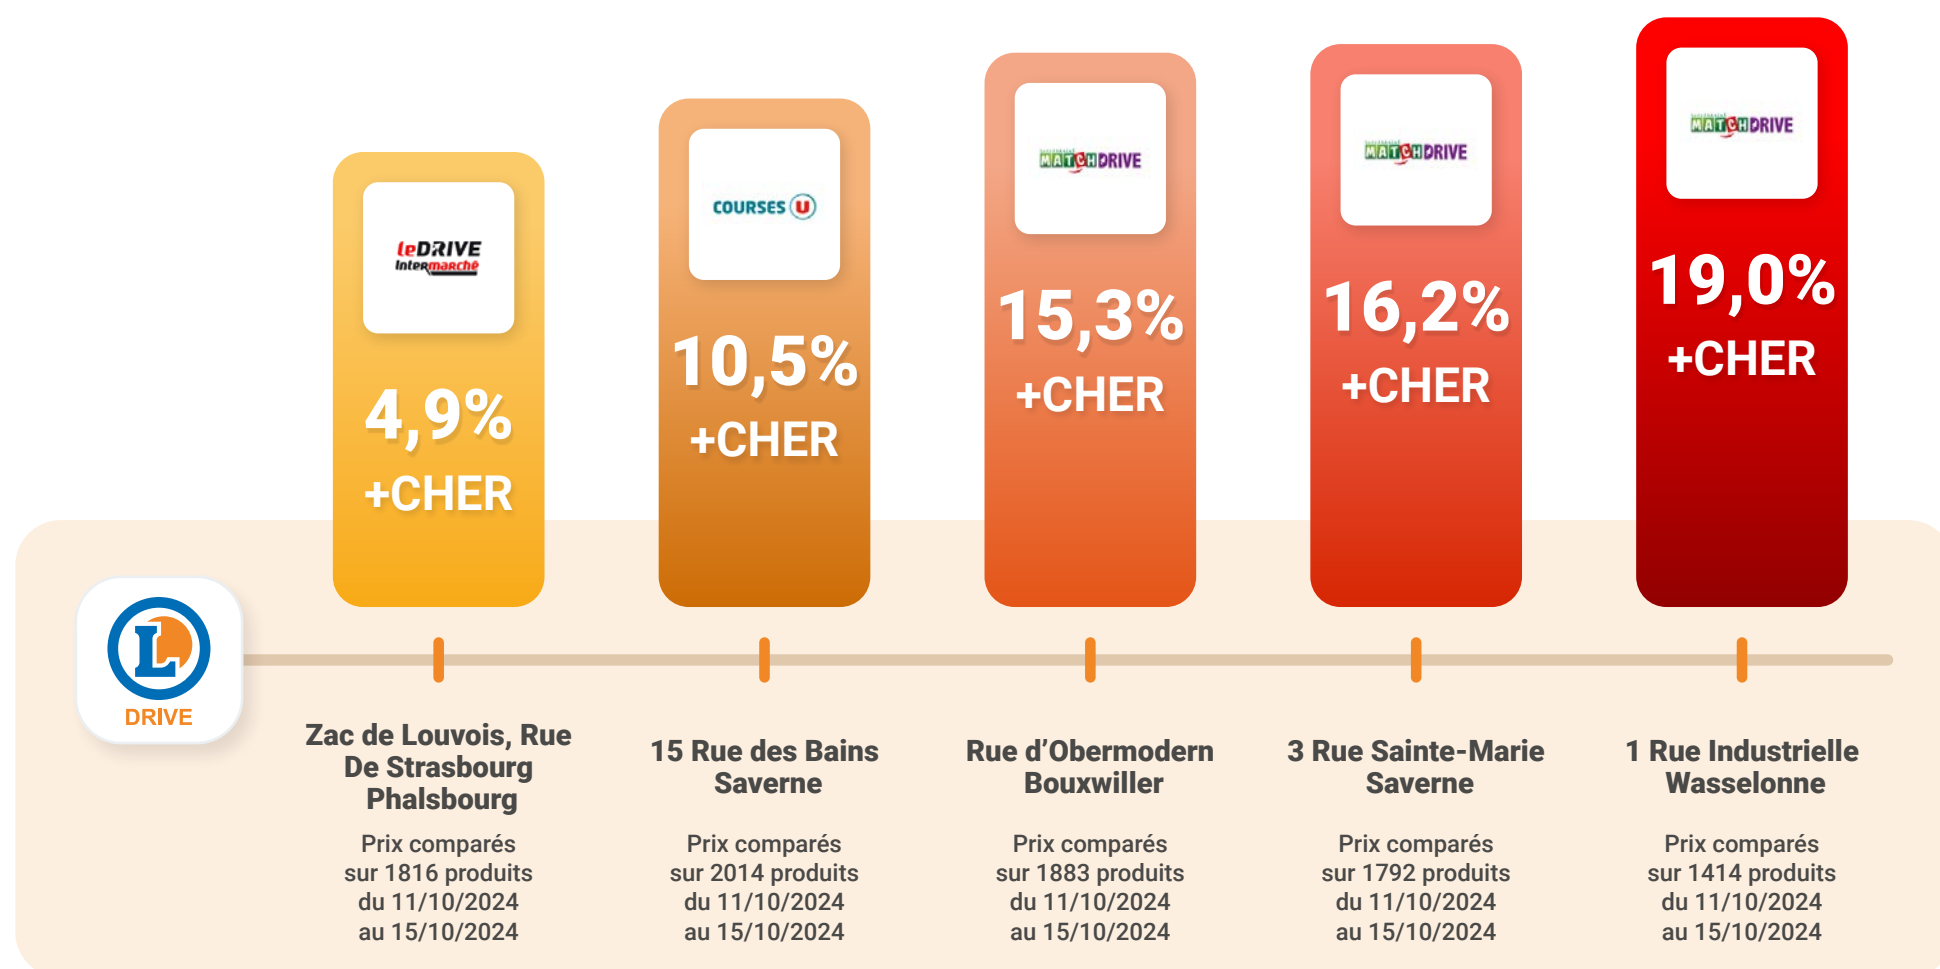 leDRIVE
Intermarché
4,9%
+CHER
COURSES U
10,5%
+CHER
MATCH DRIVE
15,3%
+CHER
MATCH DRIVE
16,2%
+CHER
MATCH DRIVE
19,0%
+CHER
L
DRIVE
Zac de Louvois, Rue
De Strasbourg
Phalsbourg
Prix comparés
sur 1816 produits
du 11/10/2024
au 15/10/2024
15 Rue des Bains
Saverne
Prix comparés
sur 2014 produits
du 11/10/2024
au 15/10/2024
Rue d’Obermodern
Bouxwiller
Prix comparés
sur 1883 produits
du 11/10/2024
au 15/10/2024
3 Rue Sainte-Marie
Saverne
Prix comparés
sur 1792 produits
du 11/10/2024
au 15/10/2024
1 Rue Industrielle
Wasselonne
Prix comparés
sur 1414 produits
du 11/10/2024
au 15/10/2024